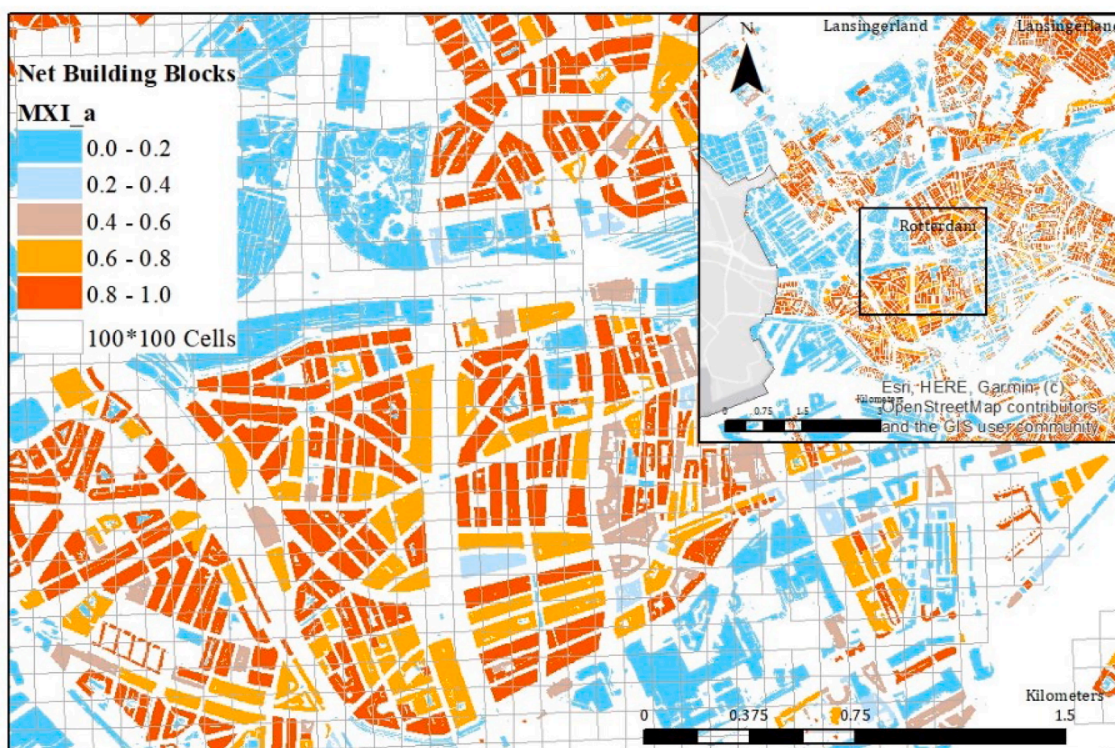 Net Building Blocks
MXI_a
0.0 - 0.2
0.2 - 0.4
0.4 - 0.6
0.6 - 0.8
0.8 - 1.0
100*100 Cells
N
Lansingerland
Lansingerland
Rotterdam
Esri, HERE, Garmin, (c)
OpenStreetMap contributors
and the GIS user community
Kilometers
0 0.75 1.5 3
Kilometers
0 0.375 0.75 1.5